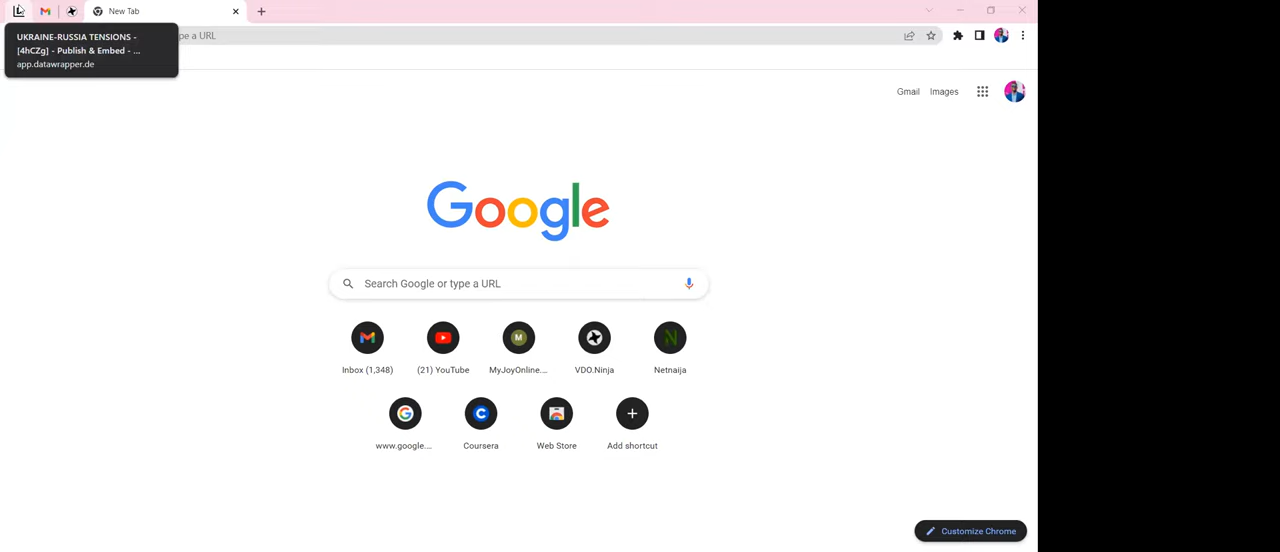 New Tab
UKRAINE-RUSSIA TENSIONS -
[4hCZg] - Publish & Embed - ...
app.datawrapper.de
pe a URL
Gmail
Images
Google
Search Google or type a URL
M
N
Inbox (1,348)
(21) YouTube
MyJoyOnline....
VDO.Ninja
Netnaija
www.google....
Coursera
Web Store
Add shortcut
Customize Chrome